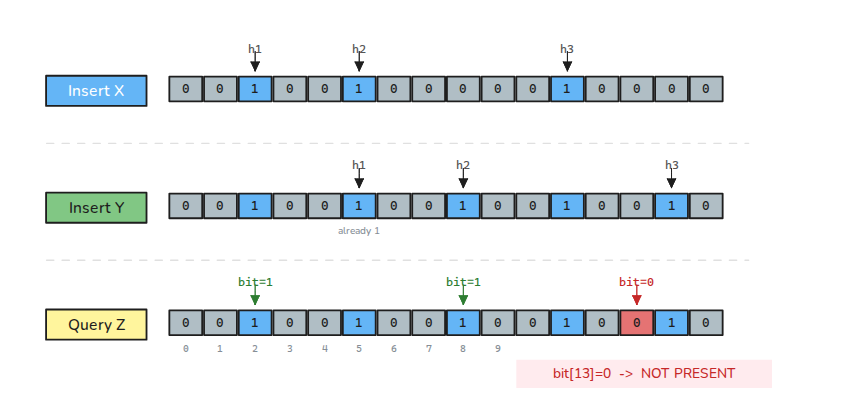 h1 h2 h3
Insert X 0 0 1 0 0 1 0 0 0 0 0 1 0 0 0 0
h1 h2 h3
Insert Y 0 0 1 0 0 1 0 0 1 0 0 1 0 0 1 0
already 1
bit=1 bit=1 bit=0
Query Z 0 0 1 0 0 1 0 0 1 0 0 1 0 0 1 0
0 1 2 3 4 5 6 7 8 9
bit[13]=0 -> NOT PRESENT